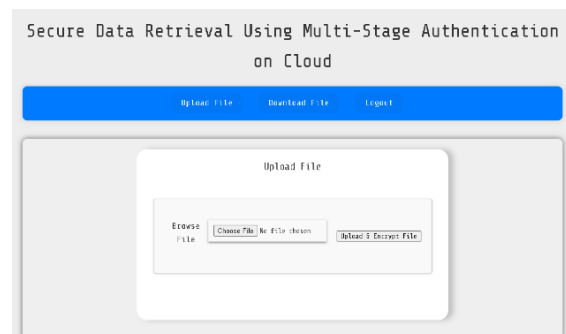 Secure Data Retrieval Using Multi-Stage Authentication
on Cloud
Upload File Download File Logout
Upload File
Browse
File
Choose File No file chosen
Upload & Encrypt File